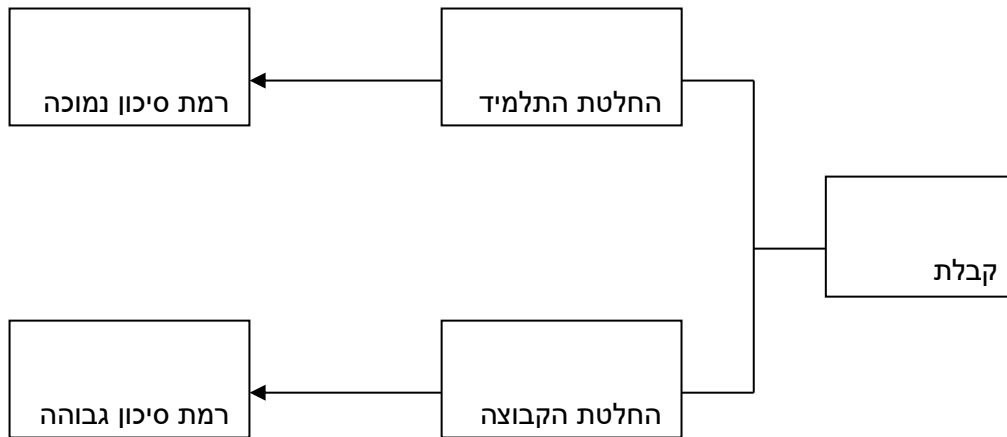 קבלת
החלטת התלמיד
רמת סיכון נמוכה
החלטת הקבוצה
רמת סיכון גבוהה